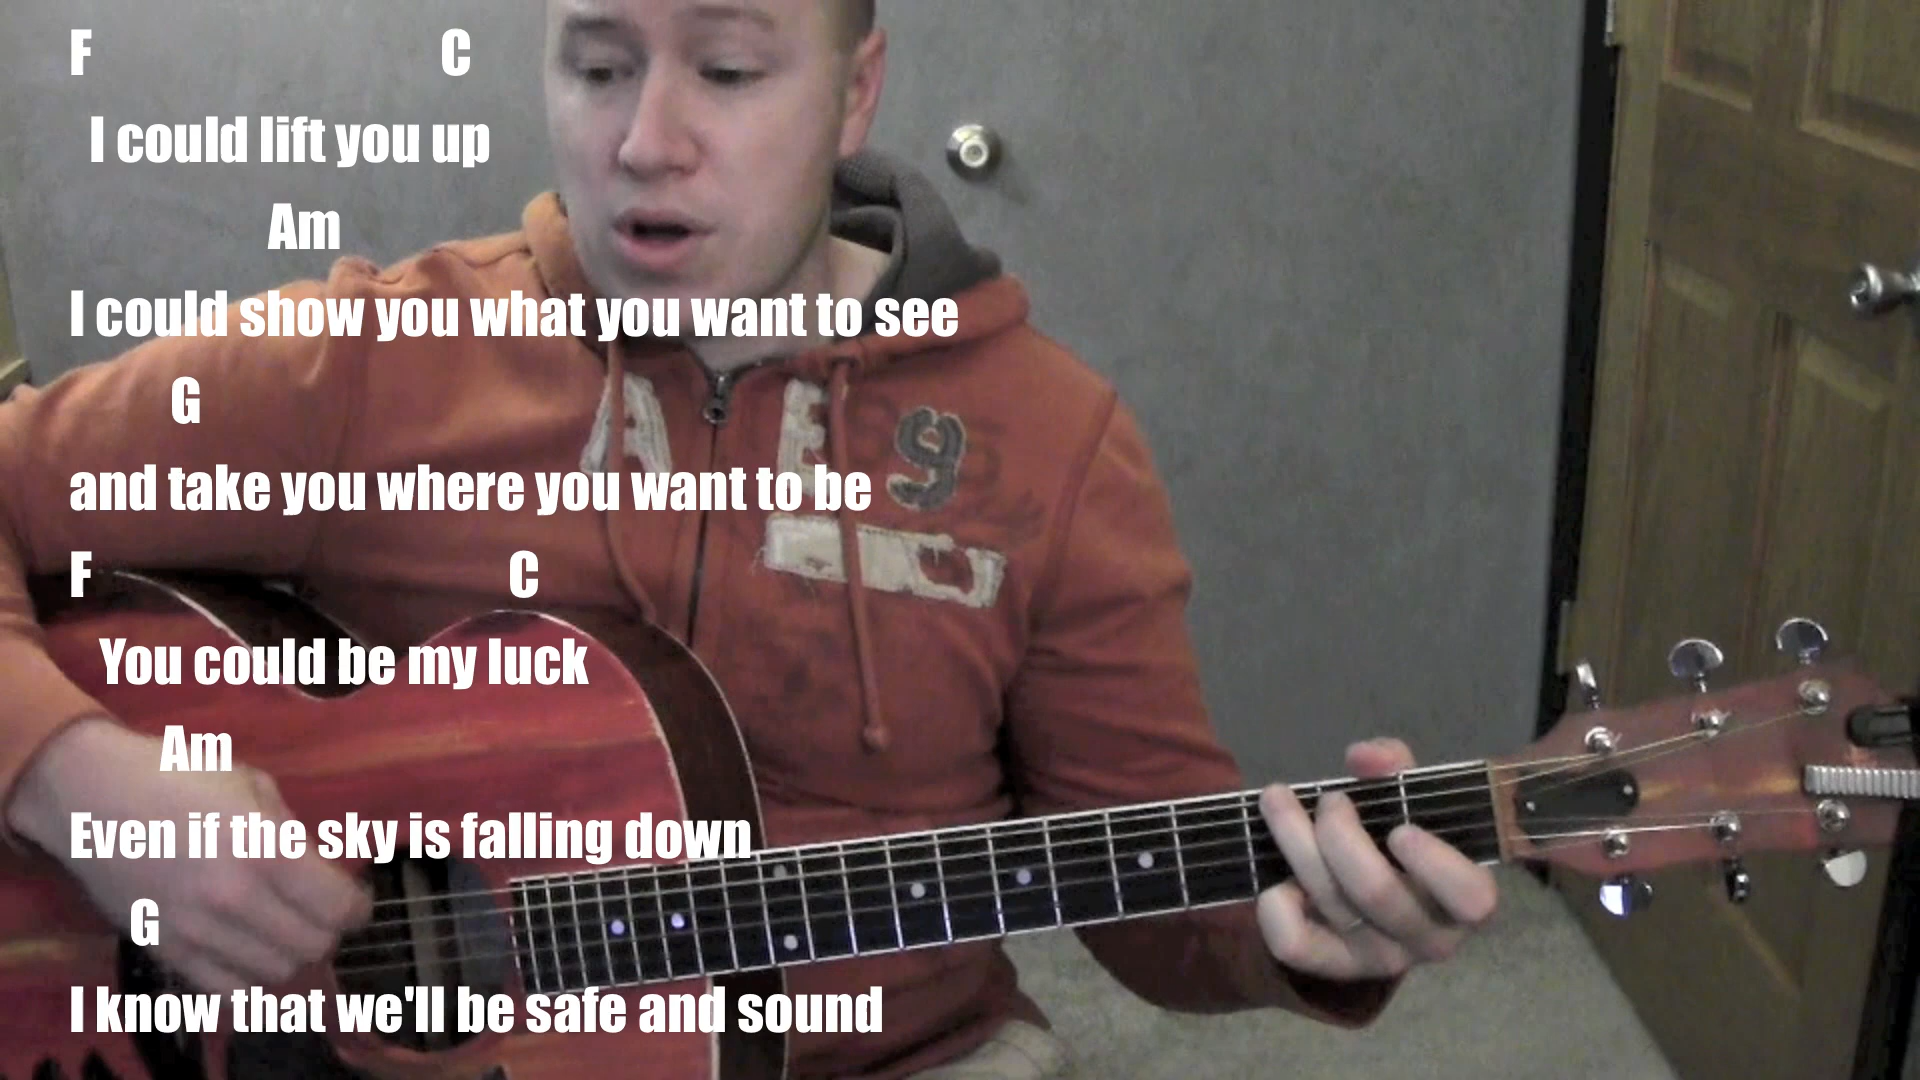 F C
I could lift you up
Am
I could show you what you want to see
G
and take you where you want to be
F C
You could be my luck
Am
Even if the sky is falling down
G
I know that we'll be safe and sound
A E 9